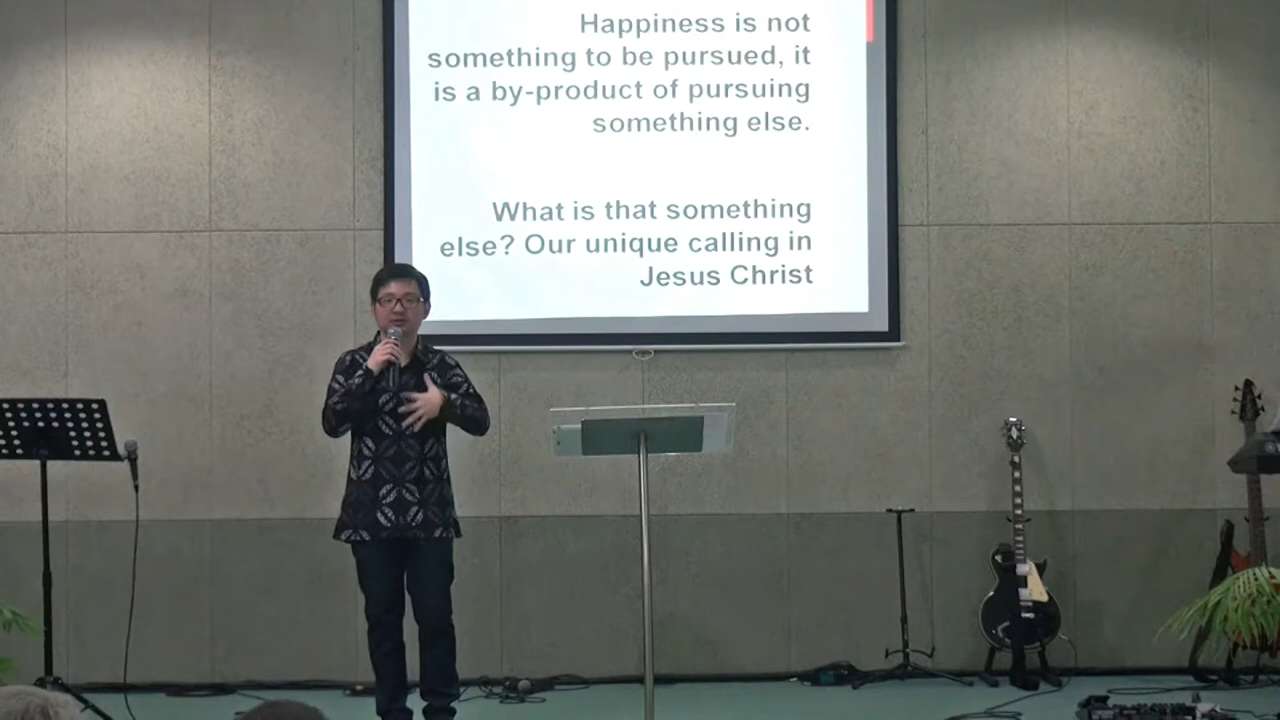 Happiness is not
something to be pursued, it
is a by-product of pursuing
something else.
What is that something
else? Our unique calling in
Jesus Christ